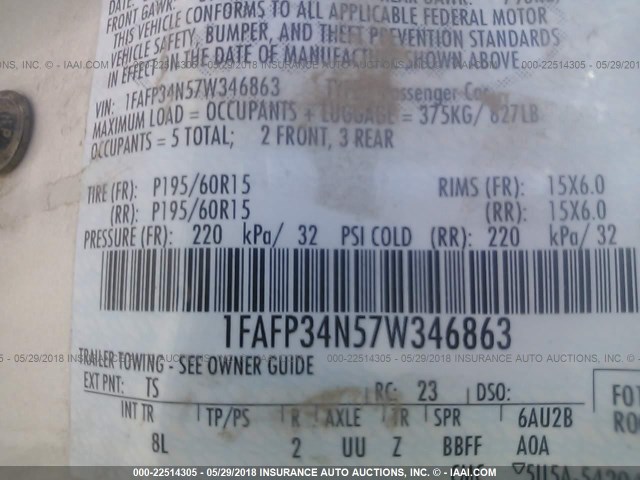 DATE:
FRONT GAWR:
VEHICLE CONFORMS TO ALL APPLICABLE FEDERAL MOTOR
VEHICLE SAFETY, BUMPER, AND THEFT PREVENTION STANDARDS
IN EFFECT ON THE DATE OF MANUFACTURE SHOWN ABOVE
VIN: 1FAFP34N57W346863 TYPE: Passenger Car
MAXIMUM LOAD = OCCUPANTS + LUGGAGE = 375KG/ 827LB
OCCUPANTS = 5 TOTAL; 2 FRONT, 3 REAR
TIRE (FR): P195/60R15 RIMS (FR): 15X6.0
(RR): P195/60R15 (RR): 15X6.0
PRESSURE (FR): 220 kPa/ 32 PSI COLD (RR): 220 kPa/ 32
1FAFP34N57W346863
TRAILER TOWING - SEE OWNER GUIDE
EXT PNT: TS RC: 23 DSO:
INT TR TP/PS R AXLE TR SPR 6AU2B
8L 2 UU Z BBFF AOA
000-22514305 - 05/29/2018 - INSURANCE AUTO AUCTIONS, INC. - IAAI.COM